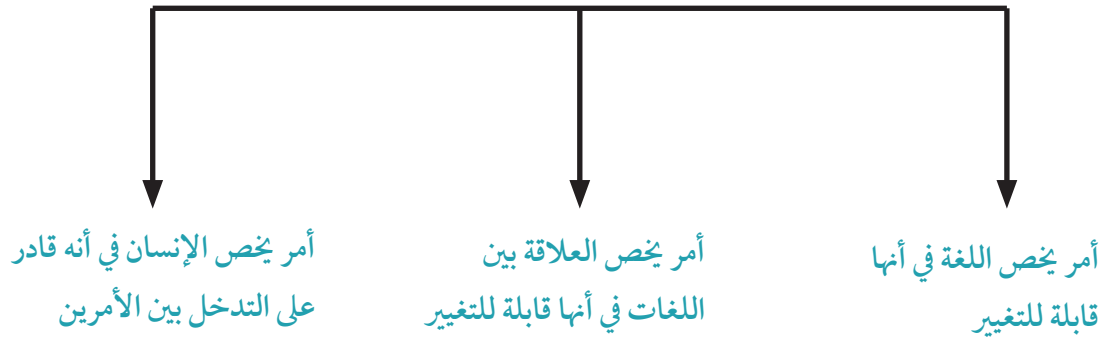 أمر يخص اللغة في أنها
قابلة للتغيير
أمر يخص العلاقة بين
اللغات في أنها قابلة للتغيير
أمر يخص الإنسان في أنه قادر
على التدخل بين الأمرين